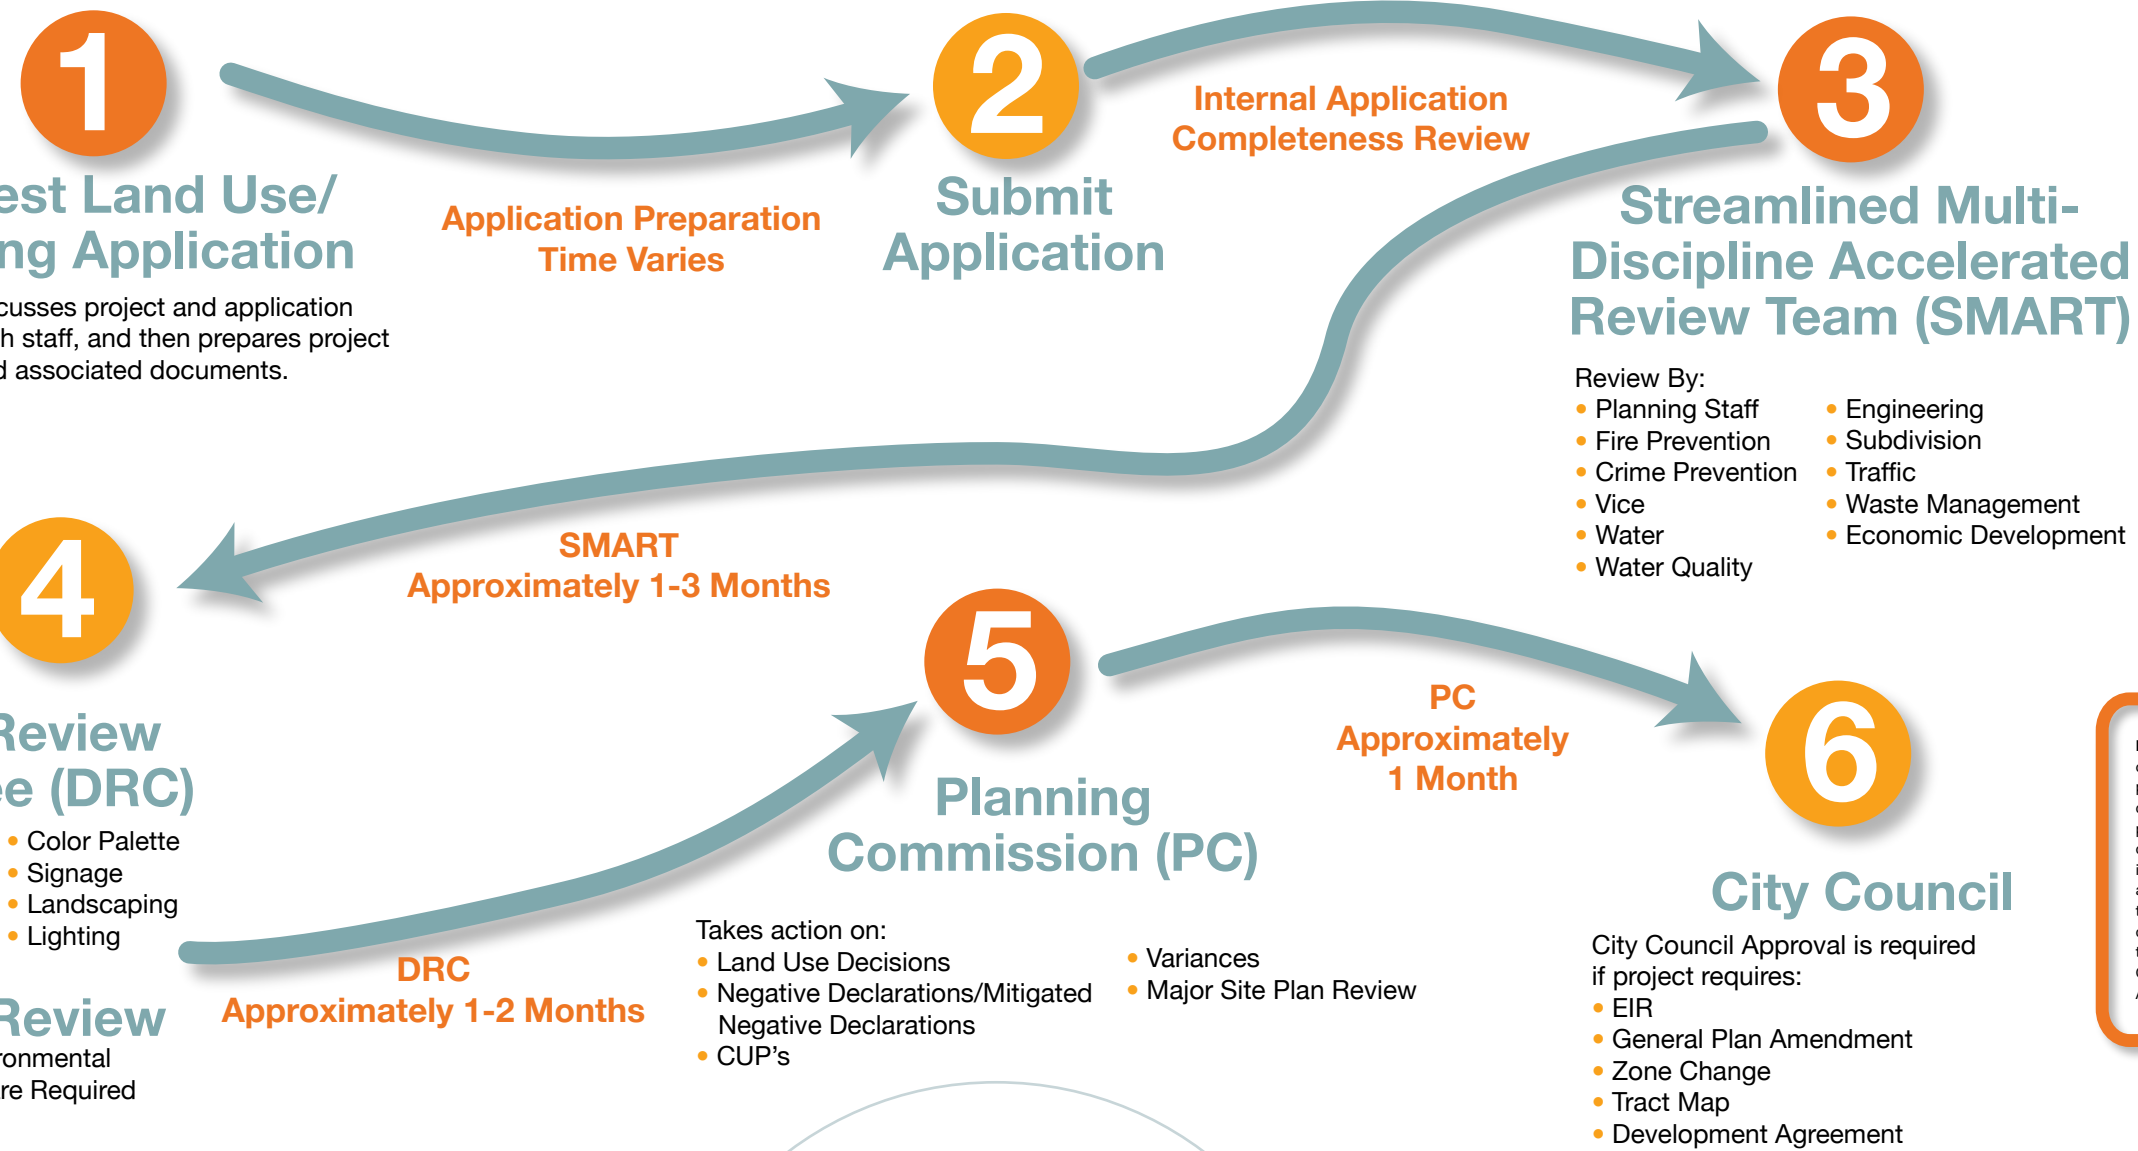 1
est Land Use/
ng Application
cusses project and application
h staff, and then prepares project
d associated documents.
Application Preparation
Time Varies
2
Submit
Application
Internal Application
Completeness Review
3
Streamlined Multi-
Discipline Accelerated
Review Team (SMART)
Review By:
• Planning Staff
• Fire Prevention
• Crime Prevention
• Vice
• Water
• Water Quality
• Engineering
• Subdivision
• Traffic
• Waste Management
• Economic Development
SMART
Approximately 1-3 Months
4
Review
ee (DRC)
• Color Palette
• Signage
• Landscaping
• Lighting
Review
ronmental
re Required
DRC
Approximately 1-2 Months
5
Planning
Commission (PC)
Takes action on:
• Land Use Decisions
• Negative Declarations/Mitigated
Negative Declarations
• CUP's
• Variances
• Major Site Plan Review
PC
Approximately
1 Month
6
City Council
City Council Approval is required
if project requires:
• EIR
• General Plan Amendment
• Zone Change
• Tract Map
• Development Agreement